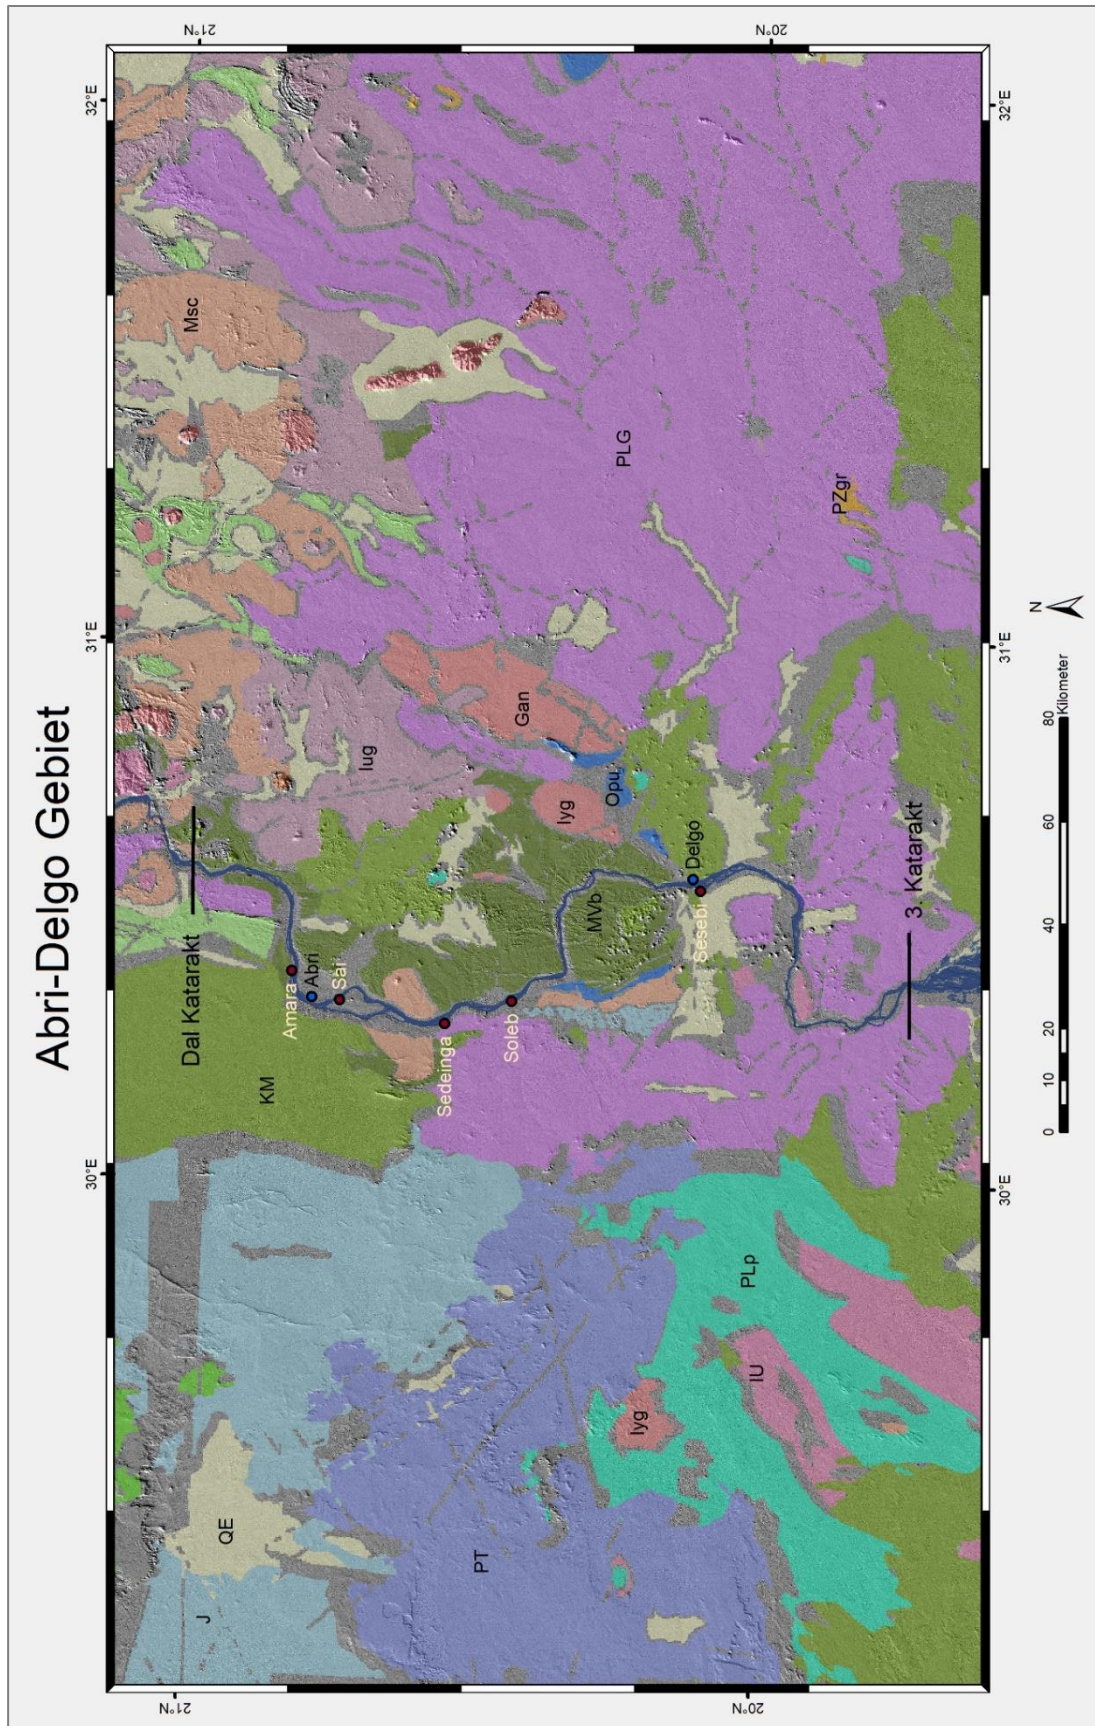 Abri-Delgo Gebiet
30°E
31°E
32°E
21°N
21°N
20°N
20°N
30°E
31°E
32°E
Dal Katarakt
Msc
J
QE
KM
Amara
Abri
Sai
Iug
Sedeinga
Soleb
PT
MVb
Iyg
Opu
Gan
PLG
Delgo
Sesebi
Iyg
IU
PLp
PZgr
3. Katarakt
0
10
20
40
60
80
Kilometer
N